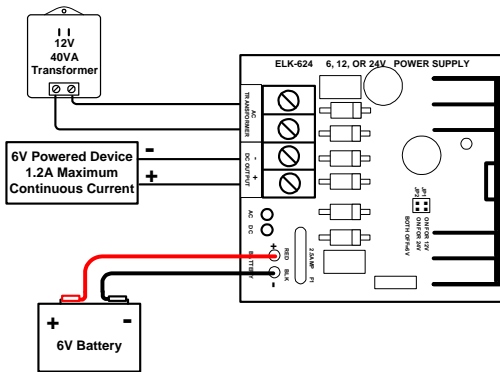 12V
40VA
Transformer
ELK-624 6, 12, OR 24V POWER SUPPLY
AC
TRANSFORMER
6V Powered Device
1.2A Maximum
Continuous Current
-
+
DC OUTPUT
-
+
JP1
JP2
ON FOR 12V
ON FOR 24V
BOTH OFF=6V
AC
DC
BATTERY
+
RED
BLK
-
2.5AMP F1
+ -
6V Battery